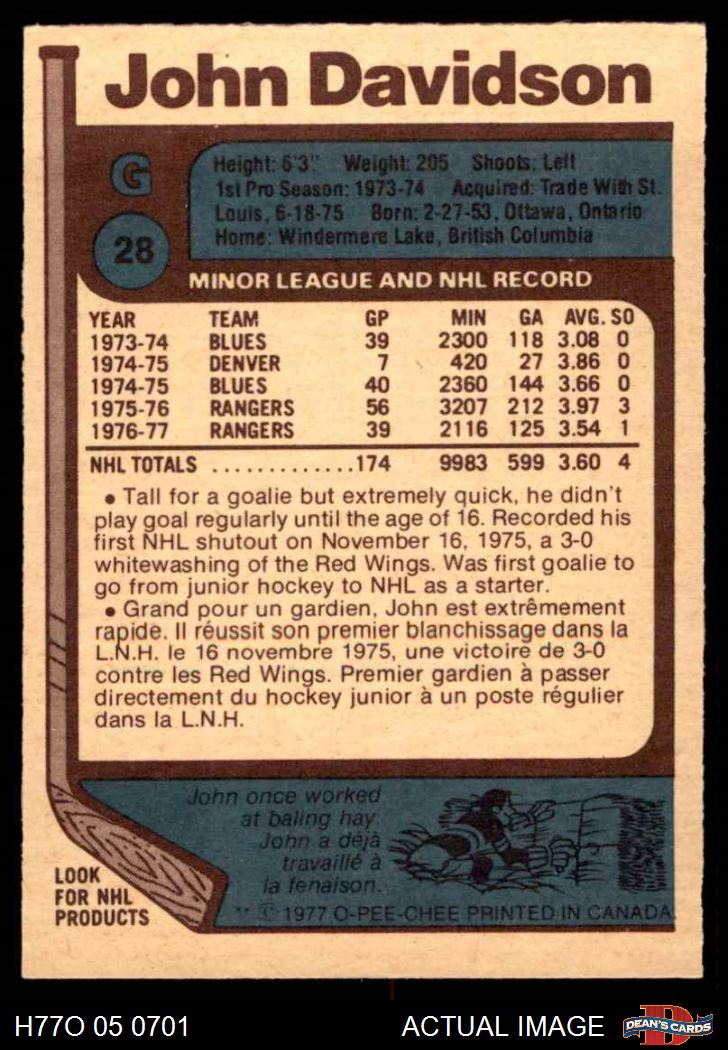 John Davidson
G
28
Height: 6'3" Weight: 205 Shoots: Left
1st Pro Season: 1973-74 Acquired: Trade With St.
Louis, 6-18-75 Born: 2-27-53, Ottawa, Ontario
Home: Windermere Lake, British Columbia
MINOR LEAGUE AND NHL RECORD
YEAR TEAM GP MIN GA AVG. SO
1973-74 BLUES 39 2300 118 3.08 0
1974-75 DENVER 7 420 27 3.86 0
1974-75 BLUES 40 2360 144 3.66 0
1975-76 RANGERS 56 3207 212 3.97 3
1976-77 RANGERS 39 2116 125 3.54 1
NHL TOTALS .............174 9983 599 3.60 4
● Tall for a goalie but extremely quick, he didn't
play goal regularly until the age of 16. Recorded his
first NHL shutout on November 16, 1975, a 3-0
whitewashing of the Red Wings. Was first goalie to
go from junior hockey to NHL as a starter.
● Grand pour un gardien, John est extrêmement
rapide. Il réussit son premier blanchissage dans la
L.N.H. le 16 novembre 1975, une victoire de 3-0
contre les Red Wings. Premier gardien à passer
directement du hockey junior à un poste régulier
dans la L.N.H.
John once worked
at baling hay.
John a déjà
travaillé à
la fenaison.
LOOK
FOR NHL
PRODUCTS
** © 1977 O-PEE-CHEE PRINTED IN CANADA
H77O 05 0701 ACTUAL IMAGE
D
DEAN'S CARDS